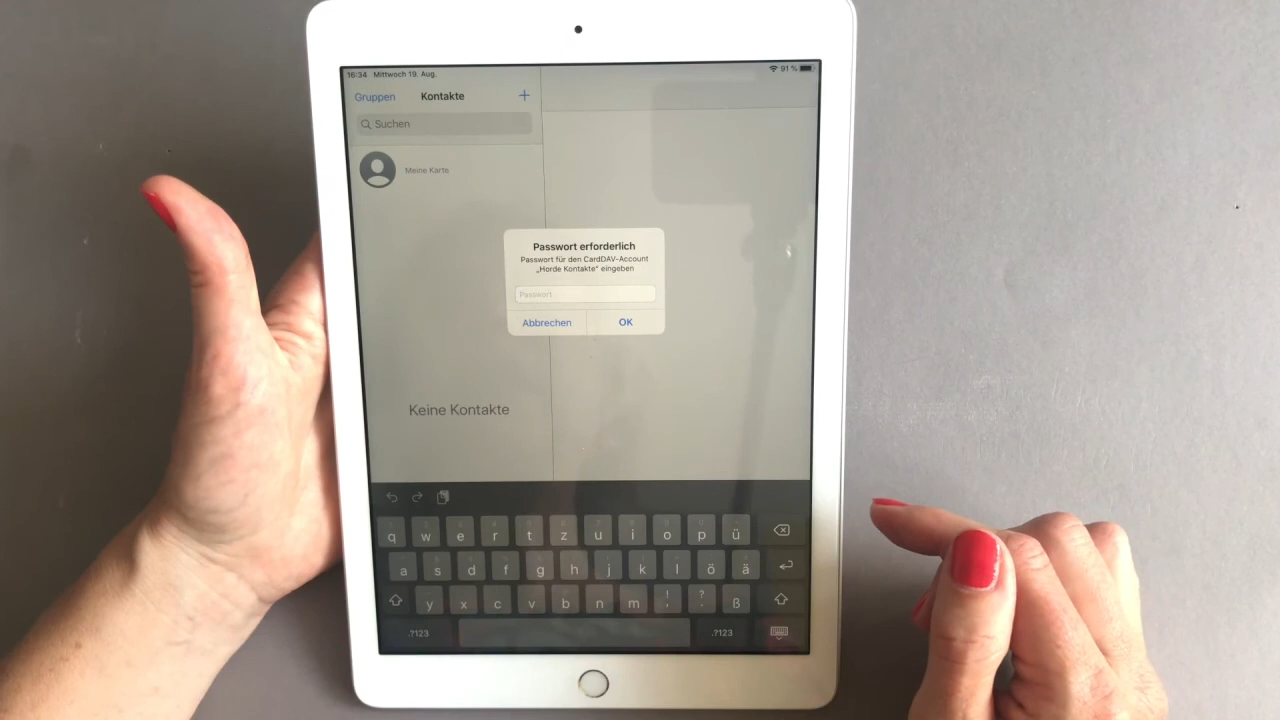 16:34 Mittwoch 19. Aug. 91 %
Gruppen Kontakte +
Suchen
Meine Karte
Passwort erforderlich
Passwort für den CardDAV-Account
„Horde Kontakte“ eingeben
Passwort
Abbrechen OK
Keine Kontakte
q w e r t z u i o p ü
a s d f g h j k l ö ä
y x c v b n m ! , ? . ß
.?123 .?123